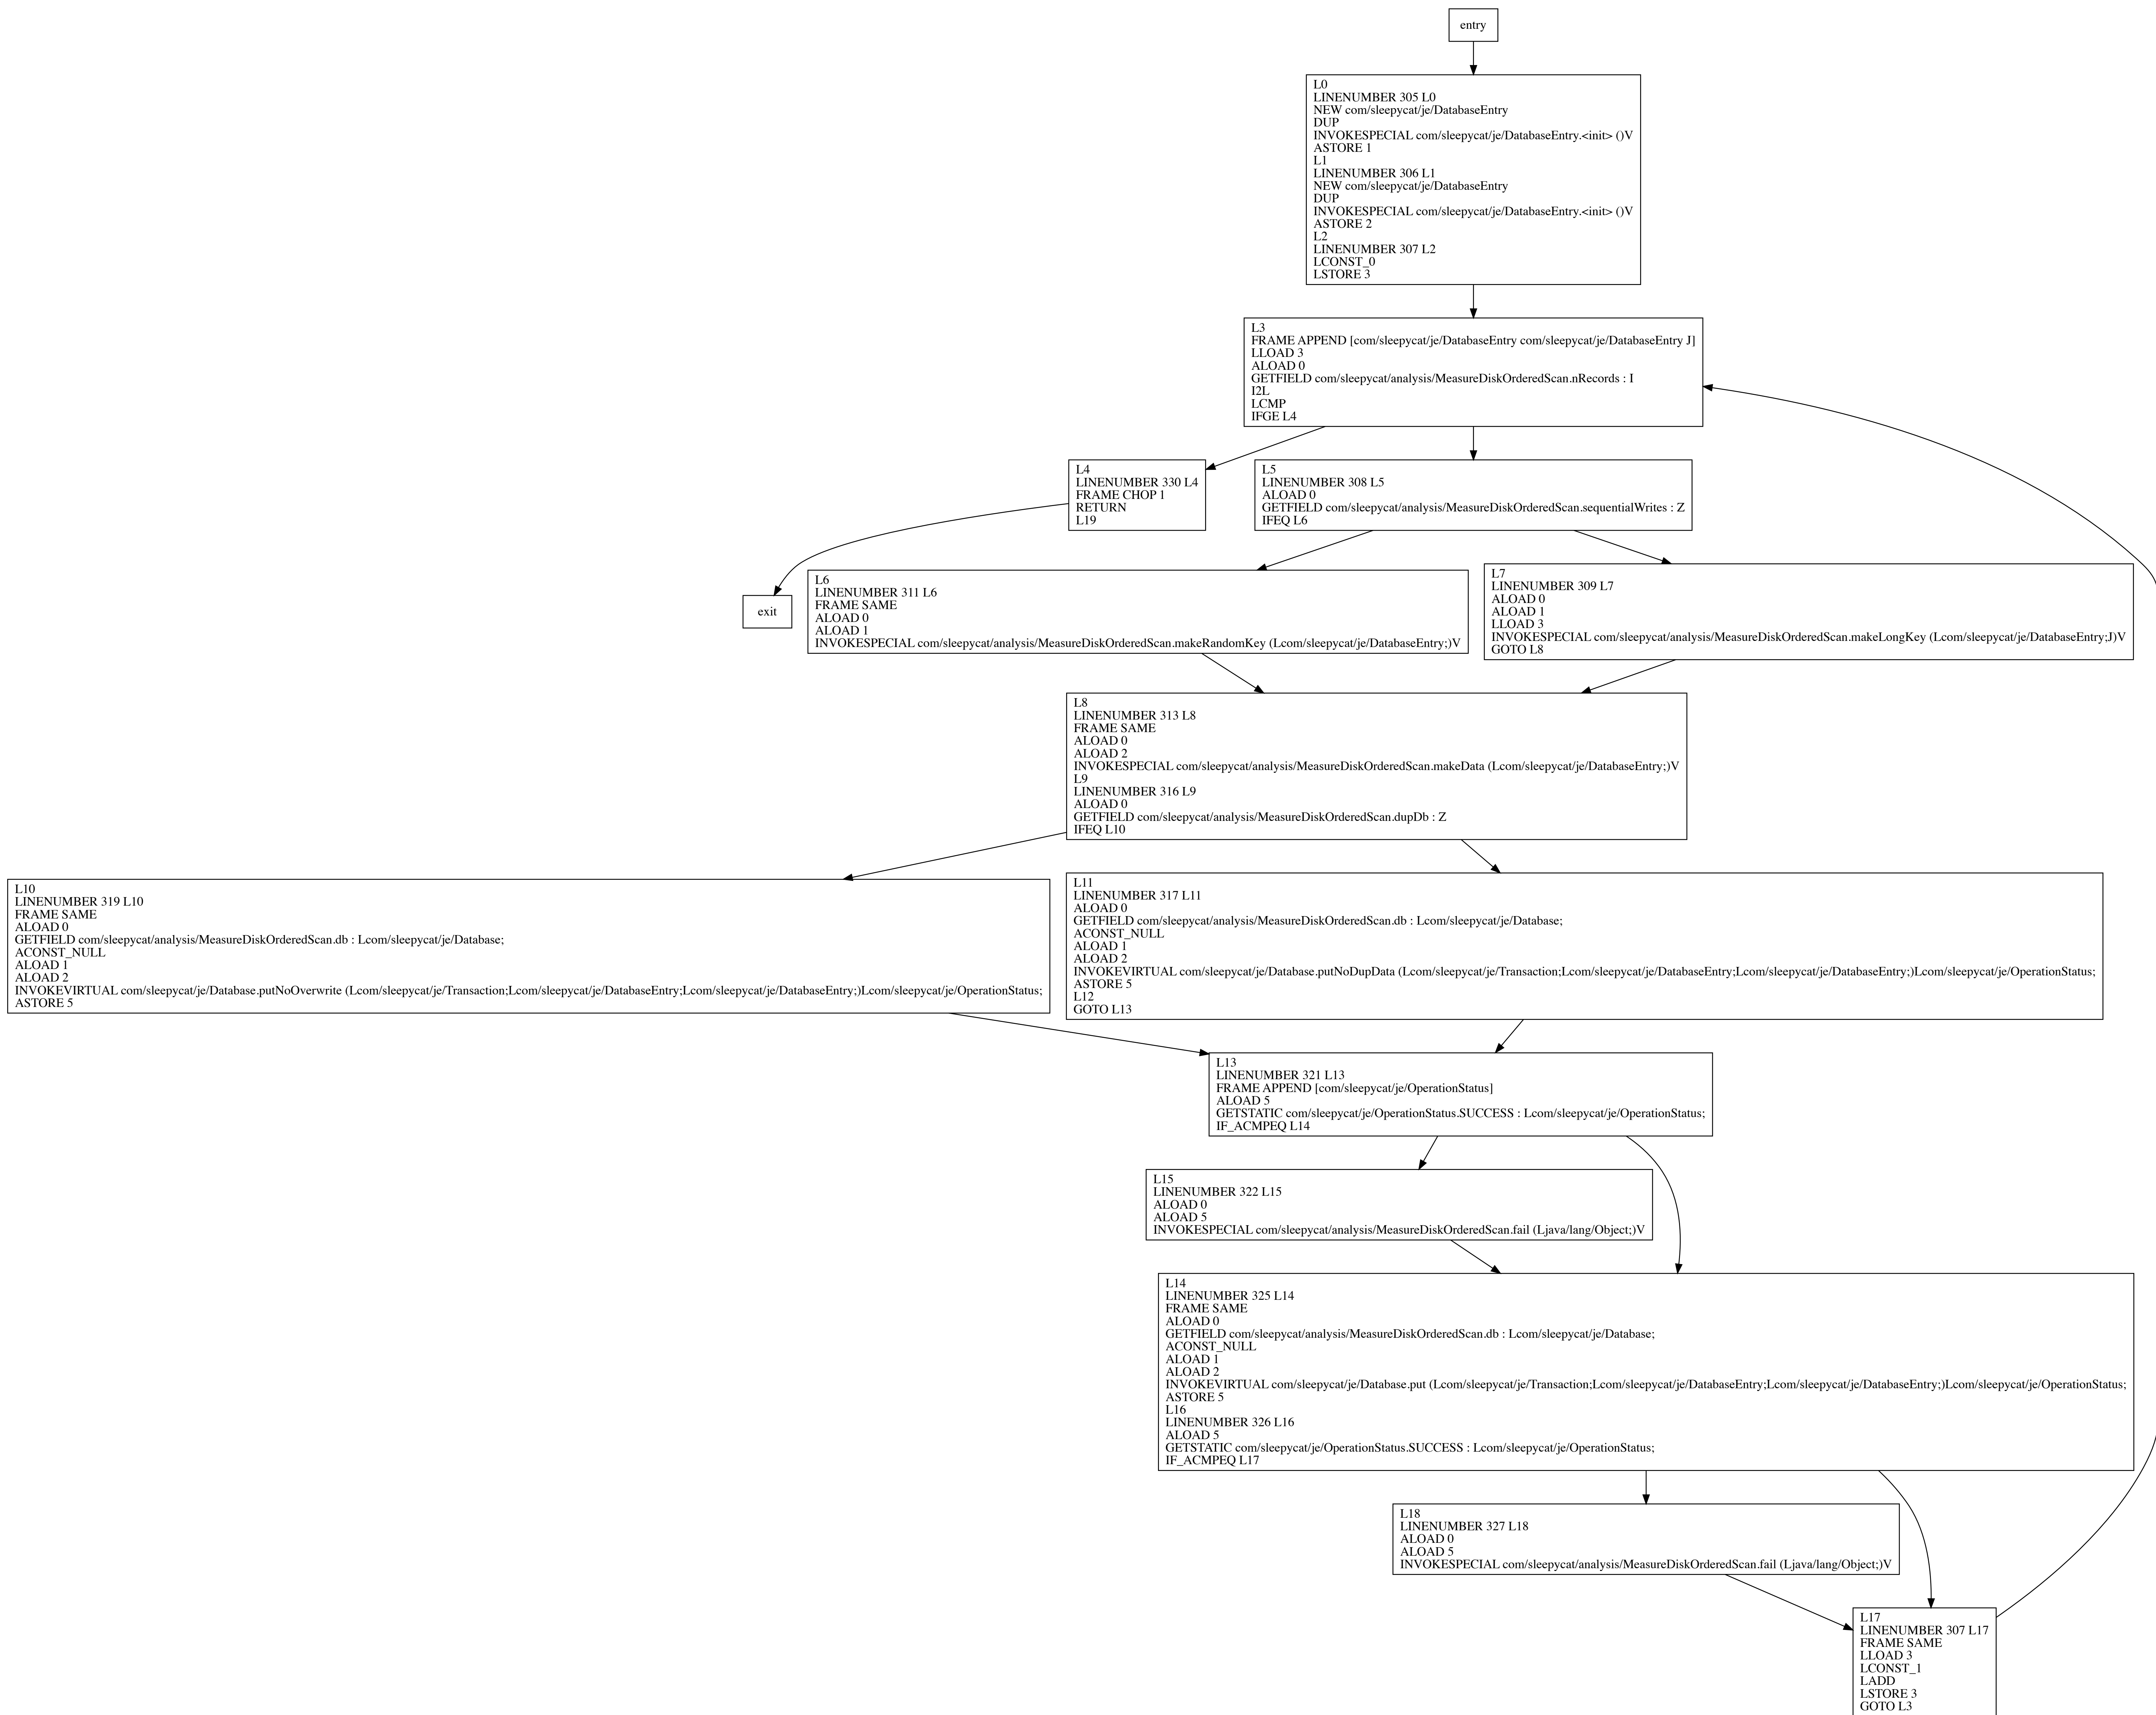 entry
L0
LINENUMBER 305 L0
NEW com/sleepycat/je/DatabaseEntry
DUP
INVOKESPECIAL com/sleepycat/je/DatabaseEntry.<init> ()V
ASTORE 1
L1
LINENUMBER 306 L1
NEW com/sleepycat/je/DatabaseEntry
DUP
INVOKESPECIAL com/sleepycat/je/DatabaseEntry.<init> ()V
ASTORE 2
L2
LINENUMBER 307 L2
LCONST_0
LSTORE 3
L3
FRAME APPEND [com/sleepycat/je/DatabaseEntry com/sleepycat/je/DatabaseEntry J]
LLOAD 3
ALOAD 0
GETFIELD com/sleepycat/analysis/MeasureDiskOrderedScan.nRecords : I
I2L
LCMP
IFGE L4
L4
LINENUMBER 330 L4
FRAME CHOP 1
RETURN
L19
L5
LINENUMBER 308 L5
ALOAD 0
GETFIELD com/sleepycat/analysis/MeasureDiskOrderedScan.sequentialWrites : Z
IFEQ L6
exit
L6
LINENUMBER 311 L6
FRAME SAME
ALOAD 0
ALOAD 1
INVOKESPECIAL com/sleepycat/analysis/MeasureDiskOrderedScan.makeRandomKey (Lcom/sleepycat/je/DatabaseEntry;)V
L7
LINENUMBER 309 L7
ALOAD 0
ALOAD 1
LLOAD 3
INVOKESPECIAL com/sleepycat/analysis/MeasureDiskOrderedScan.makeLongKey (Lcom/sleepycat/je/DatabaseEntry;J)V
GOTO L8
L8
LINENUMBER 313 L8
FRAME SAME
ALOAD 0
ALOAD 2
INVOKESPECIAL com/sleepycat/analysis/MeasureDiskOrderedScan.makeData (Lcom/sleepycat/je/DatabaseEntry;)V
L9
LINENUMBER 316 L9
ALOAD 0
GETFIELD com/sleepycat/analysis/MeasureDiskOrderedScan.dupDb : Z
IFEQ L10
L10
LINENUMBER 319 L10
FRAME SAME
ALOAD 0
GETFIELD com/sleepycat/analysis/MeasureDiskOrderedScan.db : Lcom/sleepycat/je/Database;
ACONST_NULL
ALOAD 1
ALOAD 2
INVOKEVIRTUAL com/sleepycat/je/Database.putNoOverwrite (Lcom/sleepycat/je/Transaction;Lcom/sleepycat/je/DatabaseEntry;Lcom/sleepycat/je/DatabaseEntry;)Lcom/sleepycat/je/OperationStatus;
ASTORE 5
L11
LINENUMBER 317 L11
ALOAD 0
GETFIELD com/sleepycat/analysis/MeasureDiskOrderedScan.db : Lcom/sleepycat/je/Database;
ACONST_NULL
ALOAD 1
ALOAD 2
INVOKEVIRTUAL com/sleepycat/je/Database.putNoDupData (Lcom/sleepycat/je/Transaction;Lcom/sleepycat/je/DatabaseEntry;Lcom/sleepycat/je/DatabaseEntry;)Lcom/sleepycat/je/OperationStatus;
ASTORE 5
L12
GOTO L13
L13
LINENUMBER 321 L13
FRAME APPEND [com/sleepycat/je/OperationStatus]
ALOAD 5
GETSTATIC com/sleepycat/je/OperationStatus.SUCCESS : Lcom/sleepycat/je/OperationStatus;
IF_ACMPEQ L14
L15
LINENUMBER 322 L15
ALOAD 0
ALOAD 5
INVOKESPECIAL com/sleepycat/analysis/MeasureDiskOrderedScan.fail (Ljava/lang/Object;)V
L14
LINENUMBER 325 L14
FRAME SAME
ALOAD 0
GETFIELD com/sleepycat/analysis/MeasureDiskOrderedScan.db : Lcom/sleepycat/je/Database;
ACONST_NULL
ALOAD 1
ALOAD 2
INVOKEVIRTUAL com/sleepycat/je/Database.put (Lcom/sleepycat/je/Transaction;Lcom/sleepycat/je/DatabaseEntry;Lcom/sleepycat/je/DatabaseEntry;)Lcom/sleepycat/je/OperationStatus;
ASTORE 5
L16
LINENUMBER 326 L16
ALOAD 5
GETSTATIC com/sleepycat/je/OperationStatus.SUCCESS : Lcom/sleepycat/je/OperationStatus;
IF_ACMPEQ L17
L18
LINENUMBER 327 L18
ALOAD 0
ALOAD 5
INVOKESPECIAL com/sleepycat/analysis/MeasureDiskOrderedScan.fail (Ljava/lang/Object;)V
L17
LINENUMBER 307 L17
FRAME SAME
LLOAD 3
LCONST_1
LADD
LSTORE 3
GOTO L3